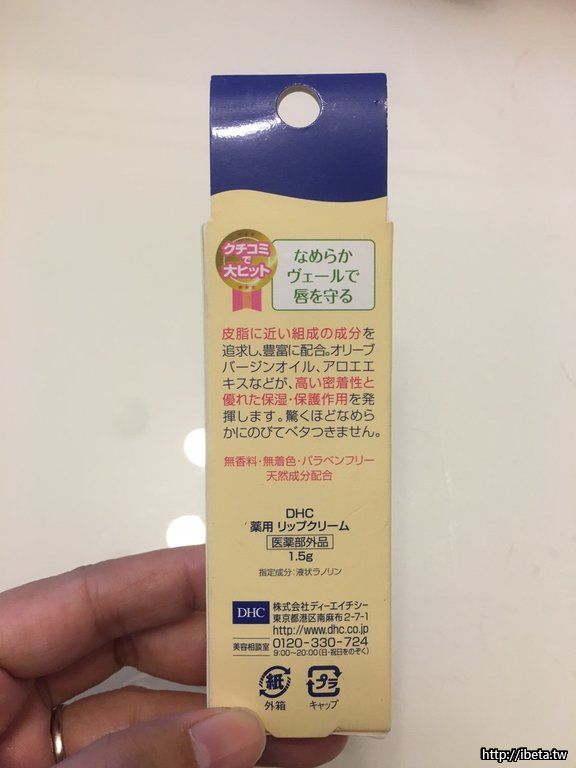 クチコミ
で
大ヒット
なめらか
ヴェールで
唇を守る
皮脂に近い組成の成分を
追求し、豊富に配合。オリーブ
バージンオイル、アロエエ
キスなどが、高い密着性と
優れた保湿・保護作用を発
揮します。驚くほどなめら
かにのびてベタつきません。
無香料・無着色・パラベンフリー
天然成分配合
DHC
薬用 リップクリーム
医薬部外品
1.5g
指定成分:液状ラノリン
DHC
株式会社ディーエイチシー
東京都港区南麻布2-7-1
http://www.dhc.co.jp
美容相談室 0120-330-724
9:00~20:00(日・祝日をのぞく)
紙 プラ
外箱 キャップ
http://ibeta.tw